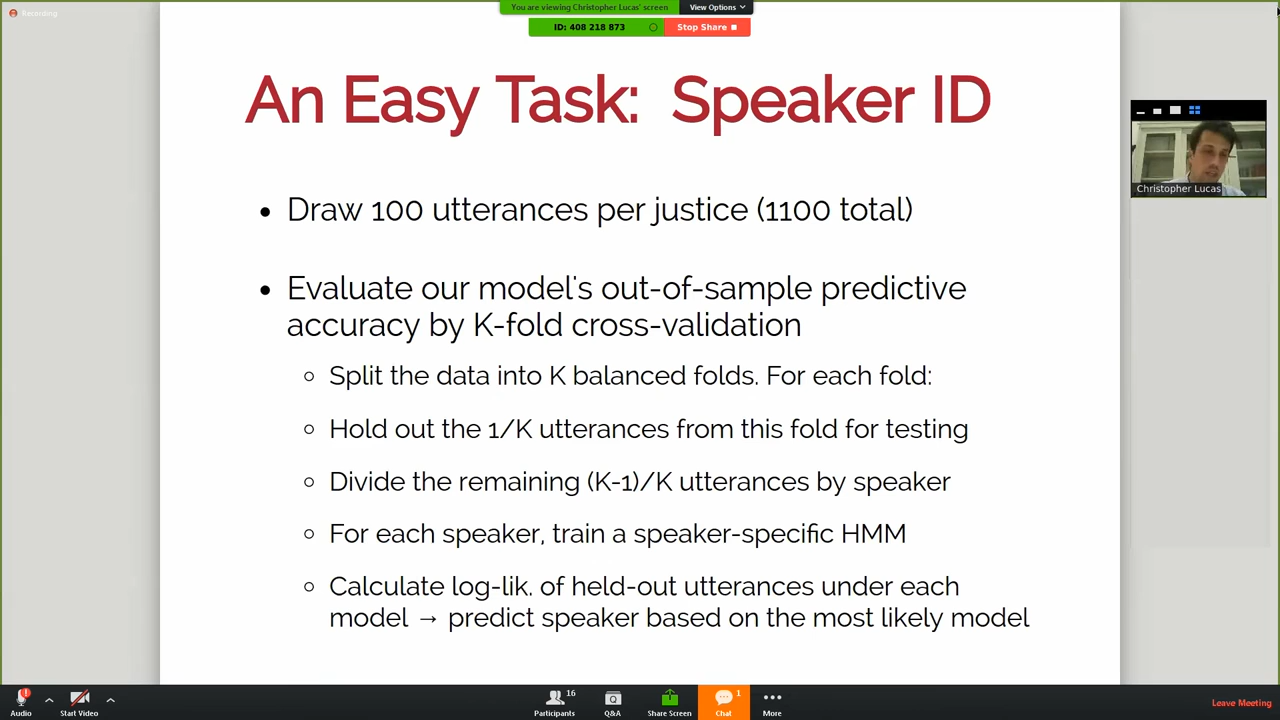 Recording
You are viewing Christopher Lucas' screen
View Options
ID: 408 218 873
Stop Share
An Easy Task: Speaker ID
• Draw 100 utterances per justice (1100 total)
• Evaluate our model's out-of-sample predictive
accuracy by K-fold cross-validation
○ Split the data into K balanced folds. For each fold:
○ Hold out the 1/K utterances from this fold for testing
○ Divide the remaining (K-1)/K utterances by speaker
○ For each speaker, train a speaker-specific HMM
○ Calculate log-lik. of held-out utterances under each
model → predict speaker based on the most likely model
Christopher Lucas
Audio
Start Video
16
Participants
Q&A
Share Screen
1
Chat
More
Leave Meeting